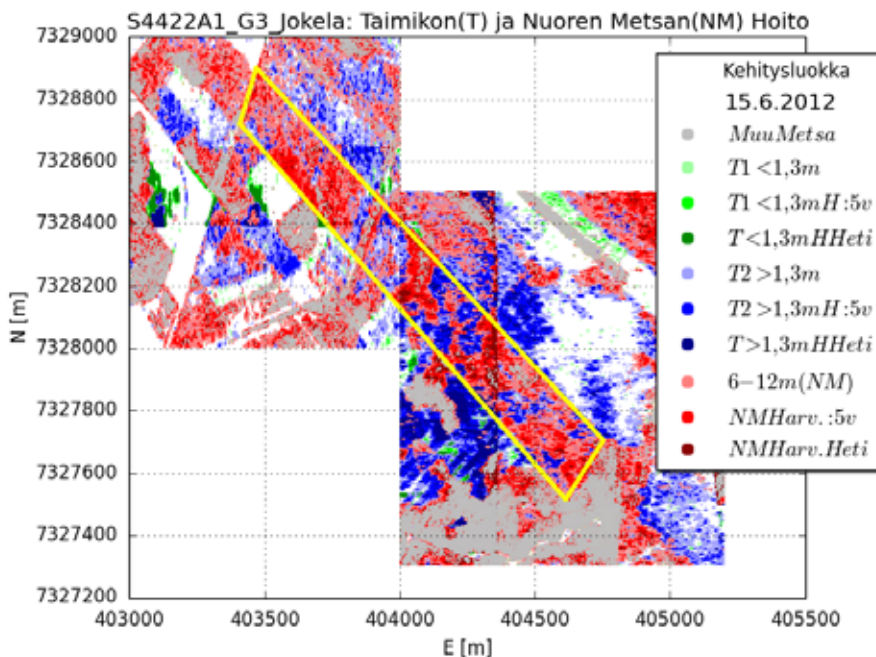 S4422A1_G3_Jokela: Taimikon(T) ja Nuoren Metsan(NM) Hoito
7329000
7328800
7328600
7328400
7328200
7328000
7327800
7327600
7327400
7327200
N [m]
403000 403500 404000 404500 405000 405500
E [m]
Kehitysluokka
15.6.2012
MuuMetsa
T1<1,3m
T1<1,3mH:5v
T<1,3mHHeti
T2>1,3m
T2>1,3mH:5v
T>1,3mHHeti
6-12m(NM)
NMHarv.:5v
NMHarv.Heti